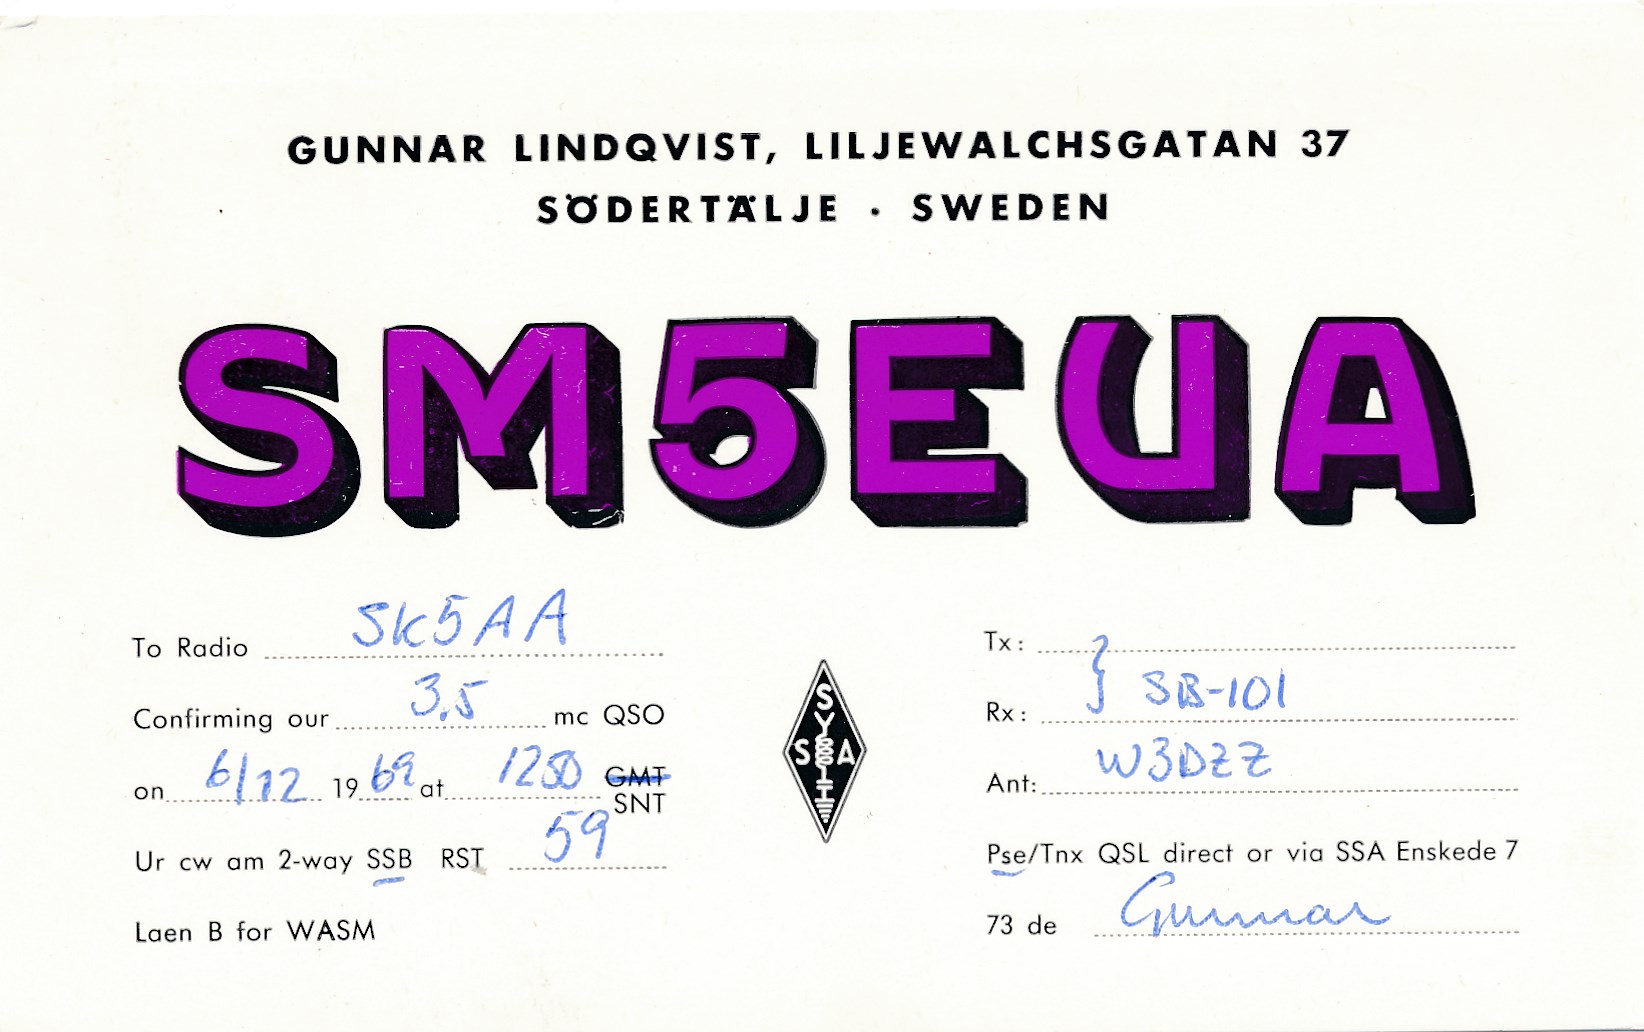 GUNNAR LINDQVIST, LILJEWALCHSGATAN 37
SÖDERTÄLJE · SWEDEN
SM5EUA
To Radio SK5AA
Confirming our 3.5 mc QSO
on 6/12 1969 at 1250 GMT
SNT
Ur cw am 2-way SSB RST 59
Laen B for WASM
SSA
Tx: }
Rx: SB-101
Ant: W3DZZ
Pse/Tnx QSL direct or via SSA Enskede 7
73 de Gunnar